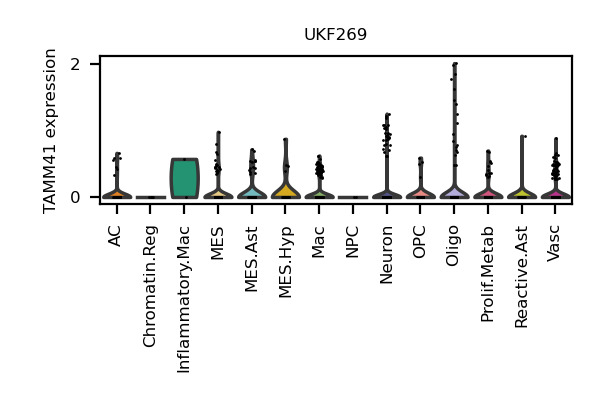 UKF269
TAMM41 expression
2
0
AC
Chromatin.Reg
Inflammatory.Mac
MES
MES.Ast
MES.Hyp
Mac
NPC
Neuron
OPC
Oligo
Prolif.Metab
Reactive.Ast
Vasc